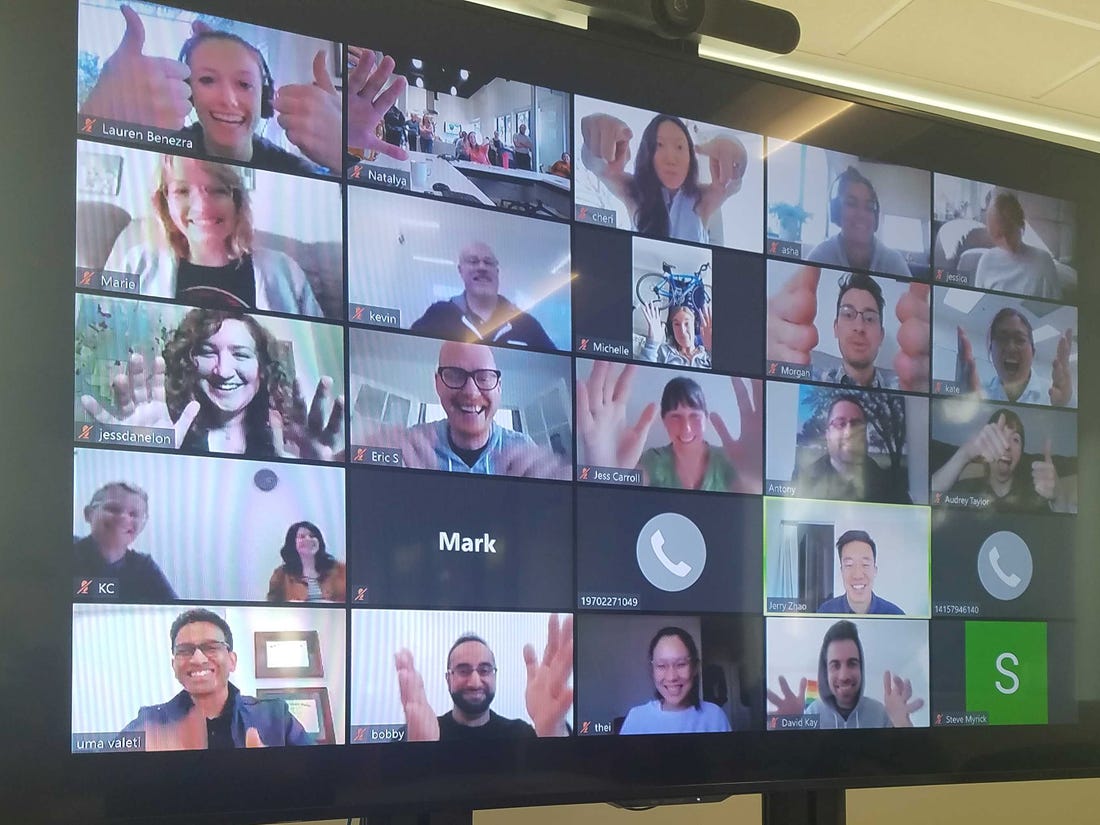 Lauren Benezra
Natalya
cheri
asha
jessica
Marie
kevin
Michelle
Morgan
kate
jessdanelon
Eric S
Jess Carroll
Antony
Audrey Taylor
KC
Mark
19702271049
Jerry Zhao
14157946140
uma valeti
bobby
thei
David Kay
S
Steve Myrick